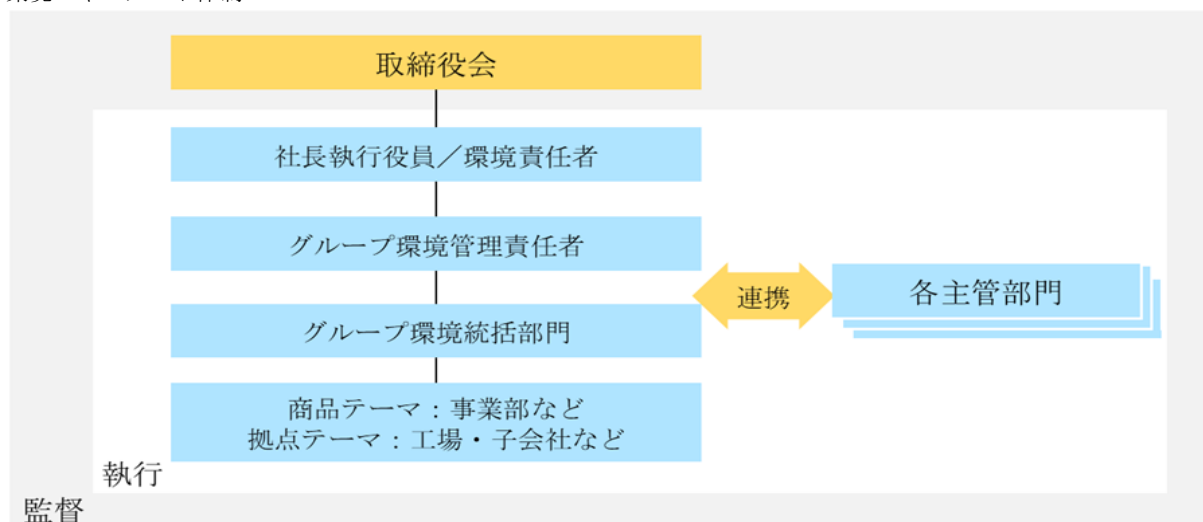 取締役会
社長執行役員／環境責任者
グループ環境管理責任者
連携
各主管部門
グループ環境統括部門
商品テーマ：事業部など
拠点テーマ：工場・子会社など
執行
監督